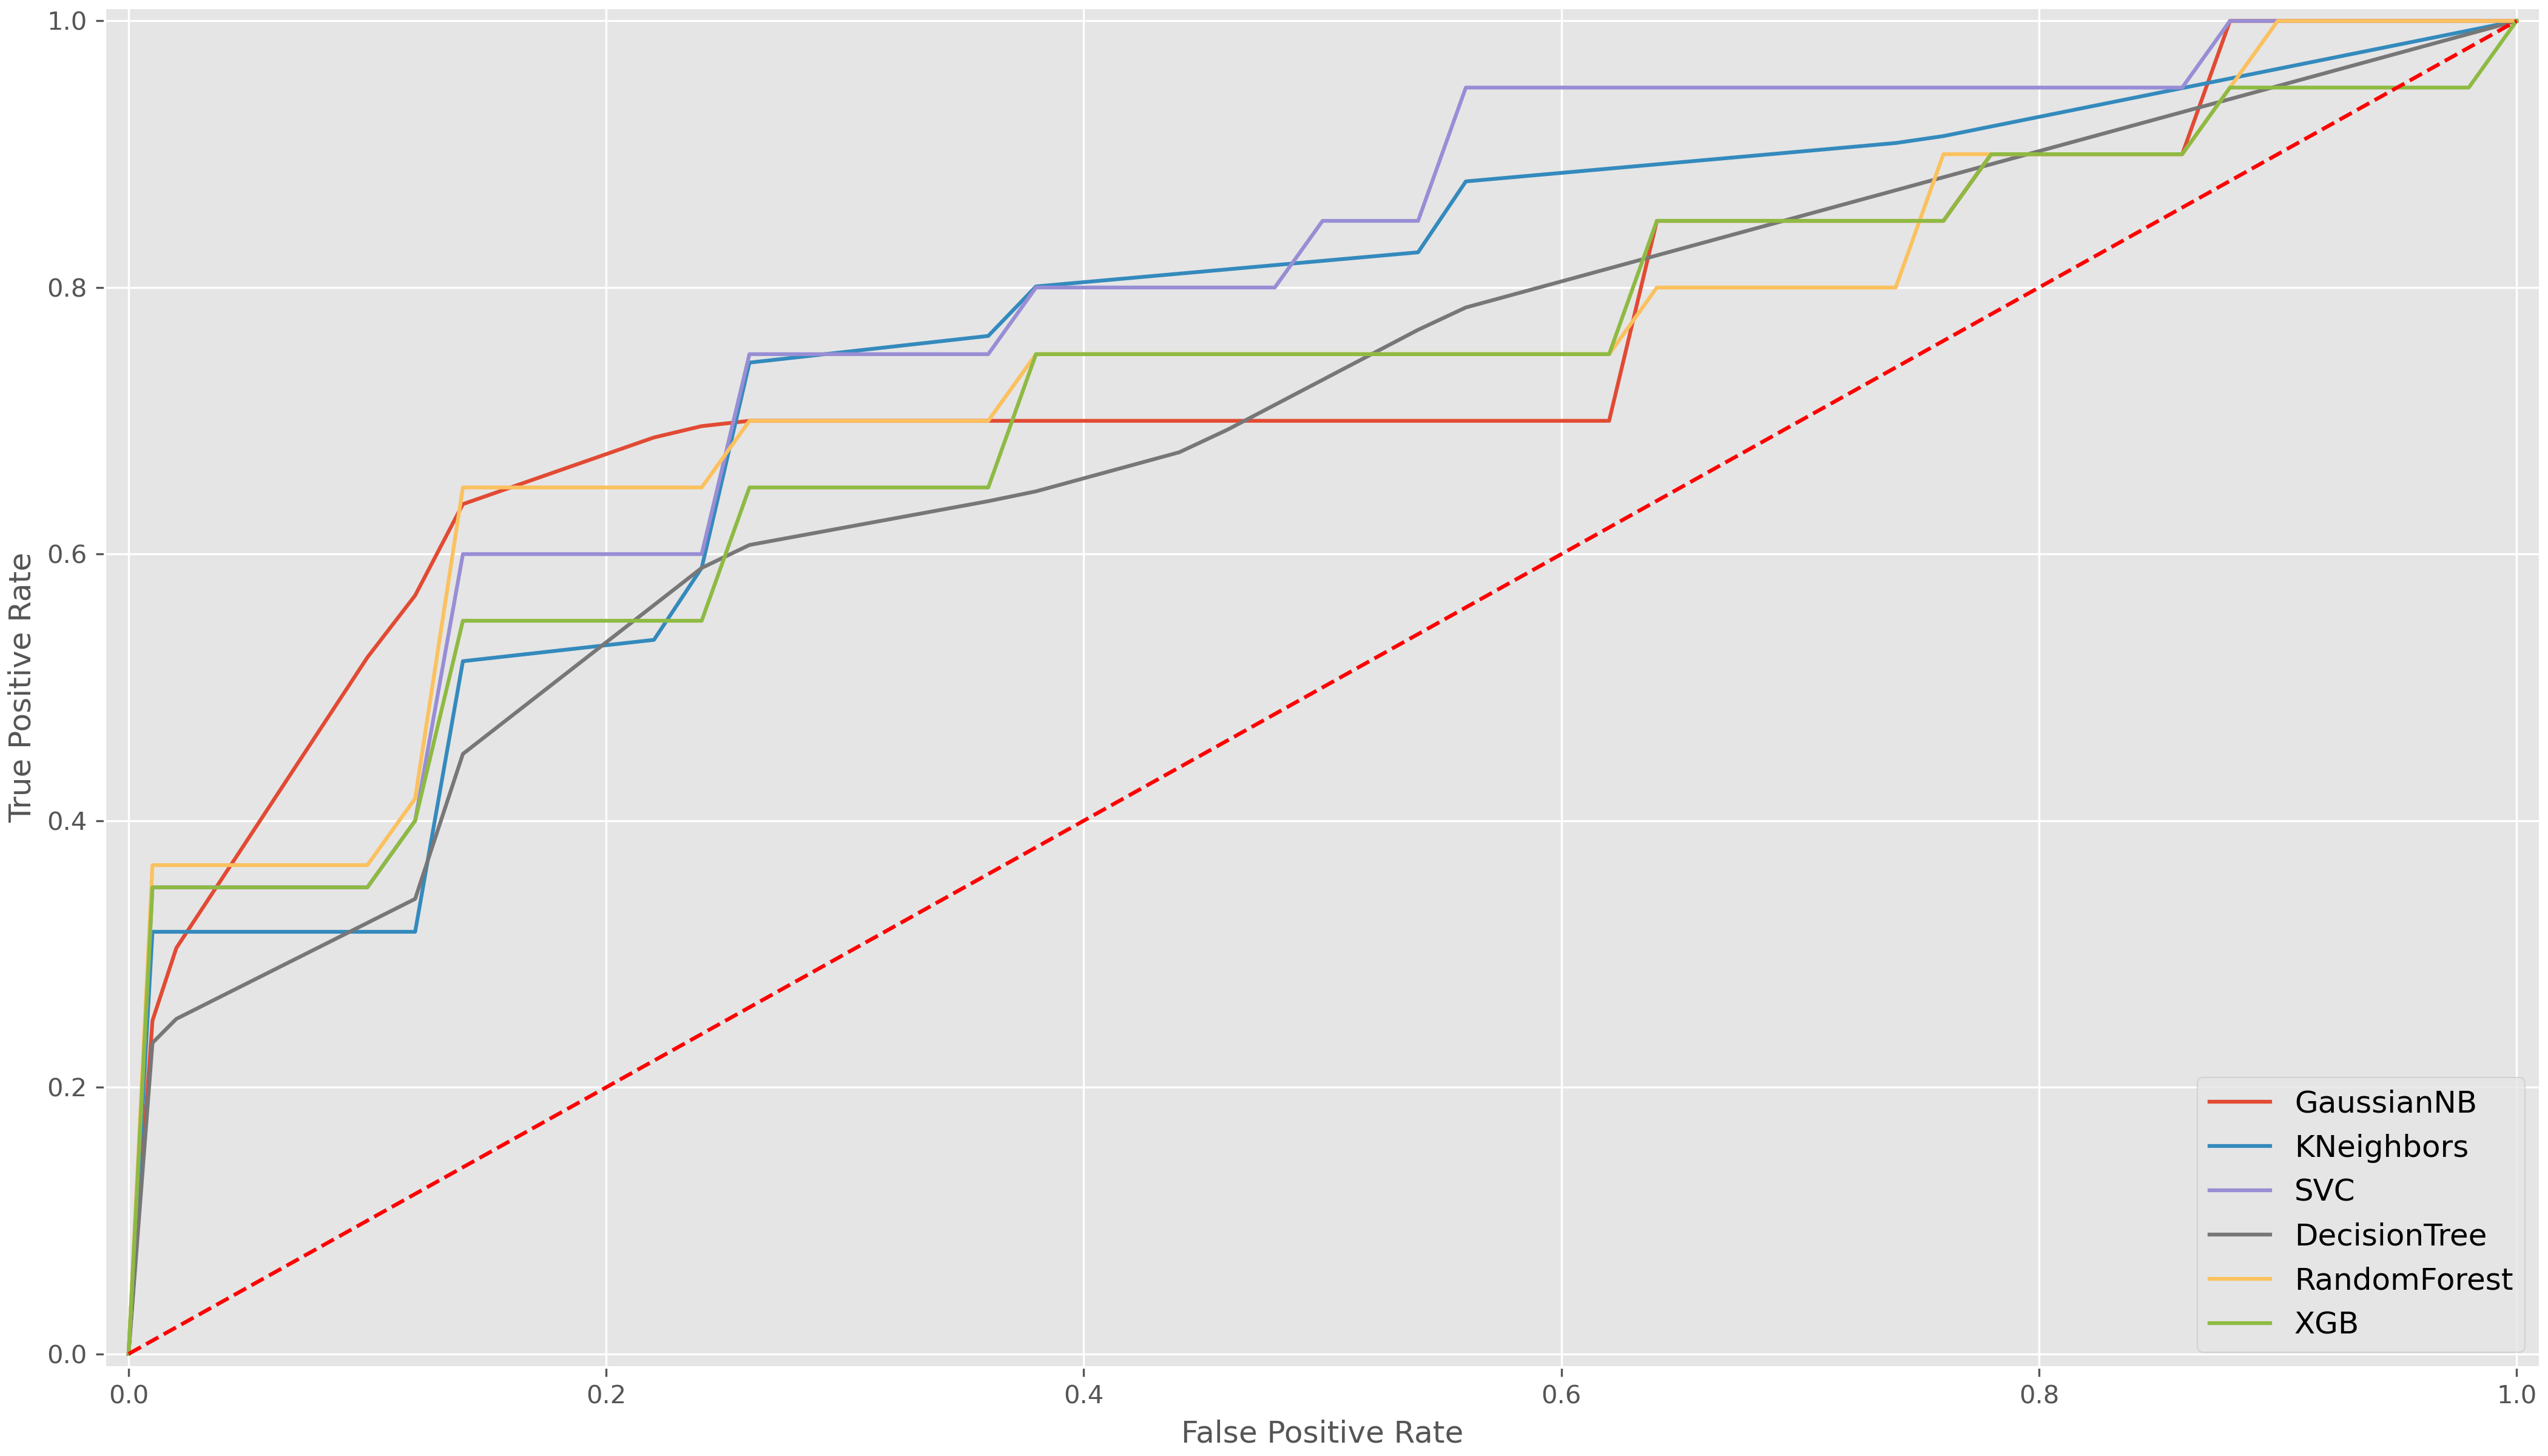 1.0
0.8
0.6
0.4
0.2
0.0
True Positive Rate
0.0 0.2 0.4 0.6 0.8 1.0
False Positive Rate
GaussianNB
KNeighbors
SVC
DecisionTree
RandomForest
XGB